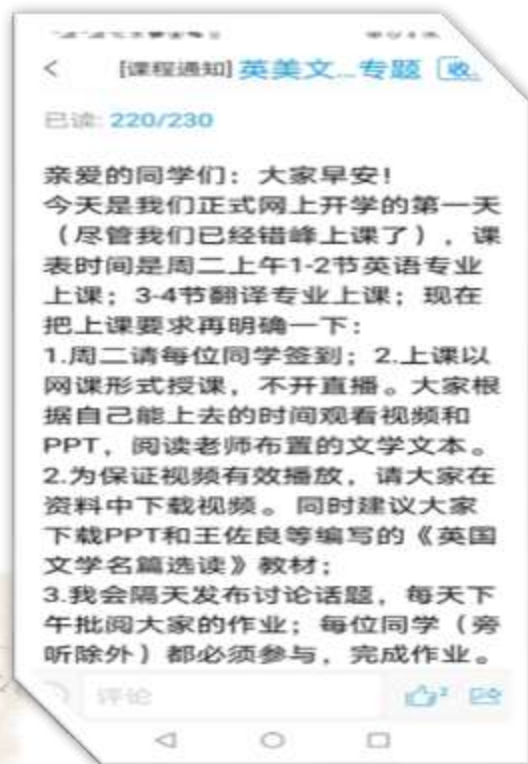 [课程通知] 英美文...专题 收
已读: 220/230
亲爱的同学们：大家早安！
今天是我们正式网上开学的第一天
（尽管我们已经错峰上课了），课
表时间是周二上午1-2节英语专业
上课；3-4节翻译专业上课；现在
把上课要求再明确一下：
1.周二请每位同学签到；2.上课以
网课形式授课，不开直播。大家根
据自己能上去的时间观看视频和
PPT，阅读老师布置的文学文本。
2.为保证视频有效播放，请大家在
资料中下载视频。同时建议大家
下载PPT和王佐良等编写的《英国
文学名篇选读》教材；
3.我会隔天发布讨论话题，每天下
午批阅大家的作业；每位同学（旁
听除外）都必须参与，完成作业。
评论 2